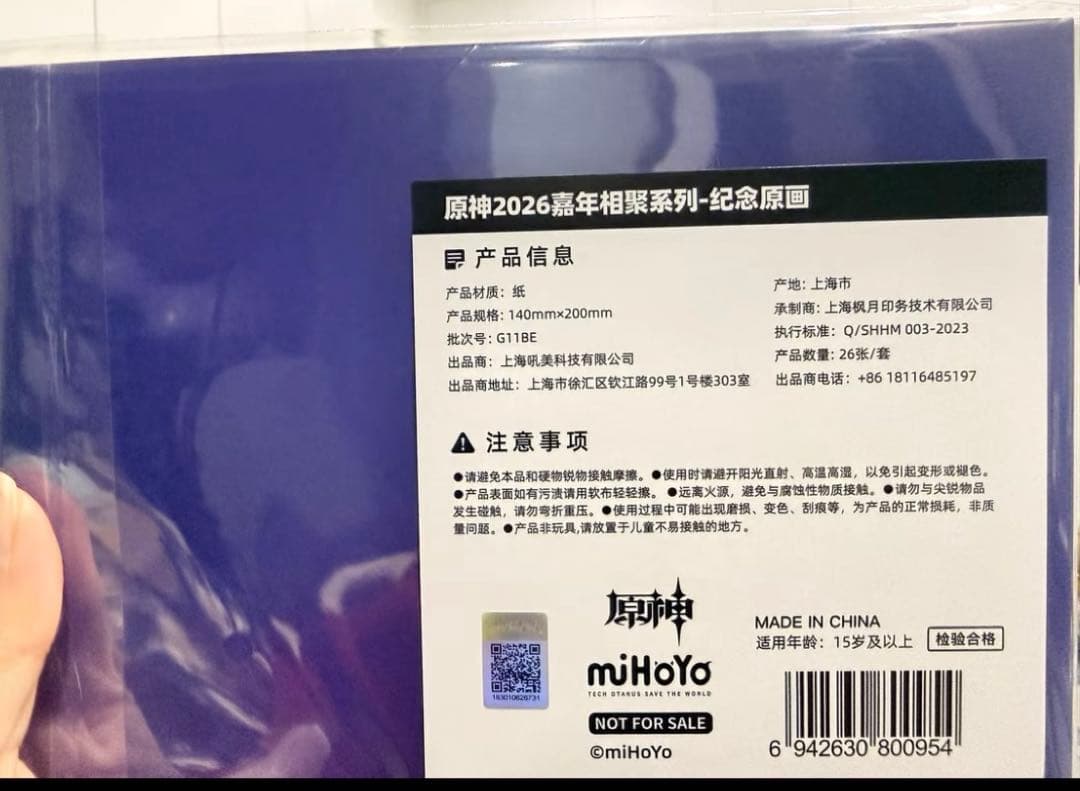 原神2026嘉年相聚系列-纪念原画
产品信息
产品材质：纸
产品规格：140mm×200mm
批次号：G11BE
出品商：上海吼美科技有限公司
出品商地址：上海市徐汇区钦江路99号1号楼303室
产地：上海市
承制商：上海枫月印务技术有限公司
执行标准：Q/SHHM 003-2023
产品数量：26张/套
出品商电话：+86 18116485197
注意事项
●请避免本品和硬物锐物接触摩擦。●使用时请避开阳光直射、高温高湿，以免引起变形或褪色。
●产品表面如有污渍请用软布轻轻擦。●远离火源，避免与腐蚀性物质接触。●请勿与尖锐物品
发生碰触，请勿弯折重压。●使用过程中可能出现磨损、变色、刮痕等，为产品的正常损耗，非质
量问题。●产品非玩具,请放置于儿童不易接触的地方。
原神
miHoYo
TECH OTAKUS SAVE THE WORLD
NOT FOR SALE
©miHoYo
MADE IN CHINA
适用年龄：15岁及以上 检验合格
6 942630 800954